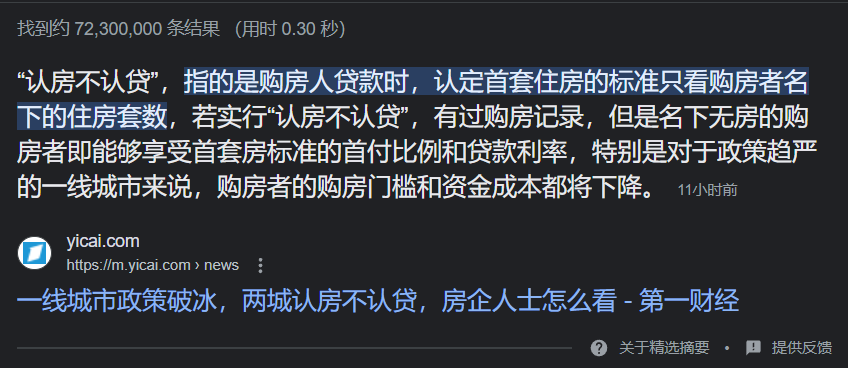 找到约 72,300,000 条结果 （用时 0.30 秒）
“认房不认贷”，指的是购房人贷款时，认定首套住房的标准只看购房者名
下的住房套数，若实行“认房不认贷”，有过购房记录，但是名下无房的购
房者即能够享受首套房标准的首付比例和贷款利率，特别是对于政策趋严
的一线城市来说，购房者的购房门槛和资金成本都将下降。 11小时前
yicai.com
https://m.yicai.com › news
一线城市政策破冰，两城认房不认贷，房企人士怎么看 - 第一财经
关于精选摘要 • 提供反馈